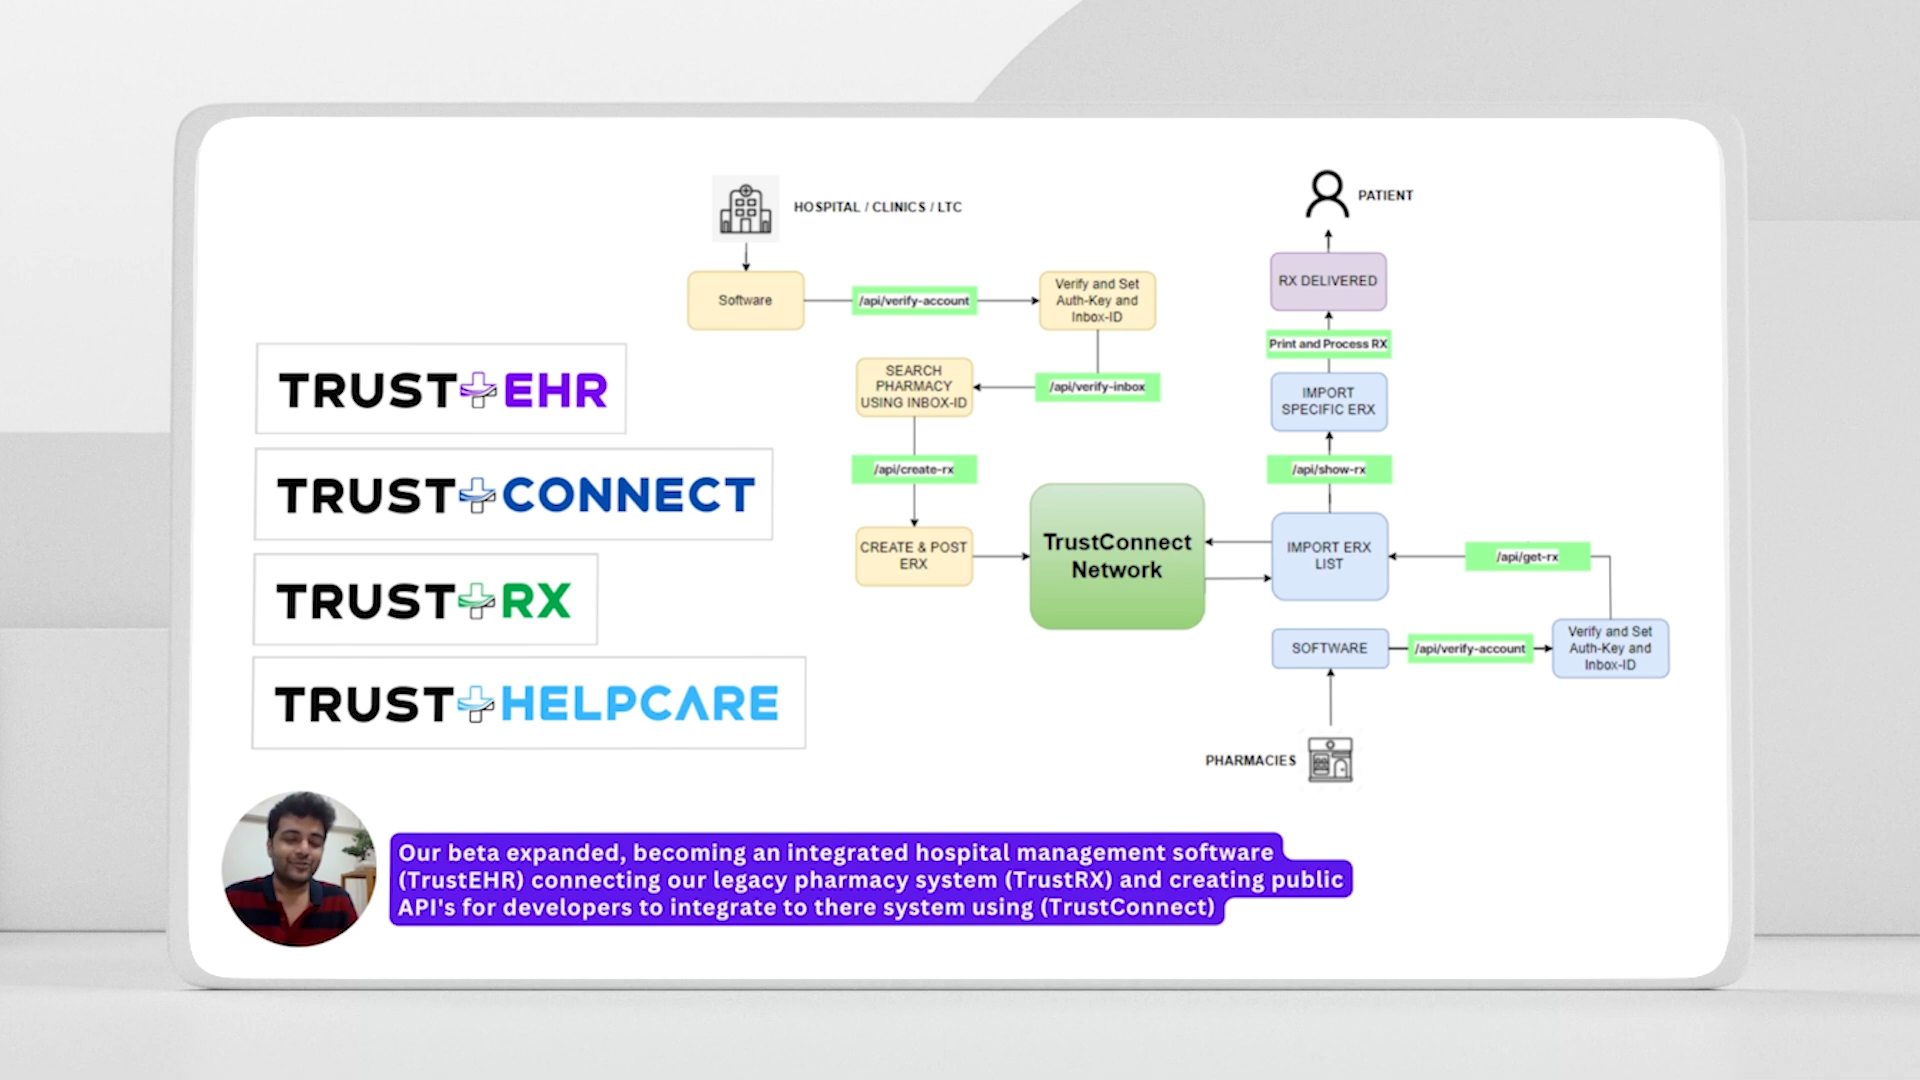 HOSPITAL / CLINICS / LTC
Software
/api/verify-account
Verify and Set
Auth-Key and
Inbox-ID
/api/verify-inbox
SEARCH
PHARMACY
USING INBOX-ID
/api/create-rx
CREATE & POST
ERX
TrustConnect
Network
PATIENT
RX DELIVERED
Print and Process RX
IMPORT
SPECIFIC ERX
/api/show-rx
IMPORT ERX
LIST
/api/get-rx
SOFTWARE
/api/verify-account
Verify and Set
Auth-Key and
Inbox-ID
PHARMACIES
TRUST EHR
TRUST CONNECT
TRUST RX
TRUST HELPCARE
Our beta expanded, becoming an integrated hospital management software
(TrustEHR) connecting our legacy pharmacy system (TrustRX) and creating public
API's for developers to integrate to there system using (TrustConnect)